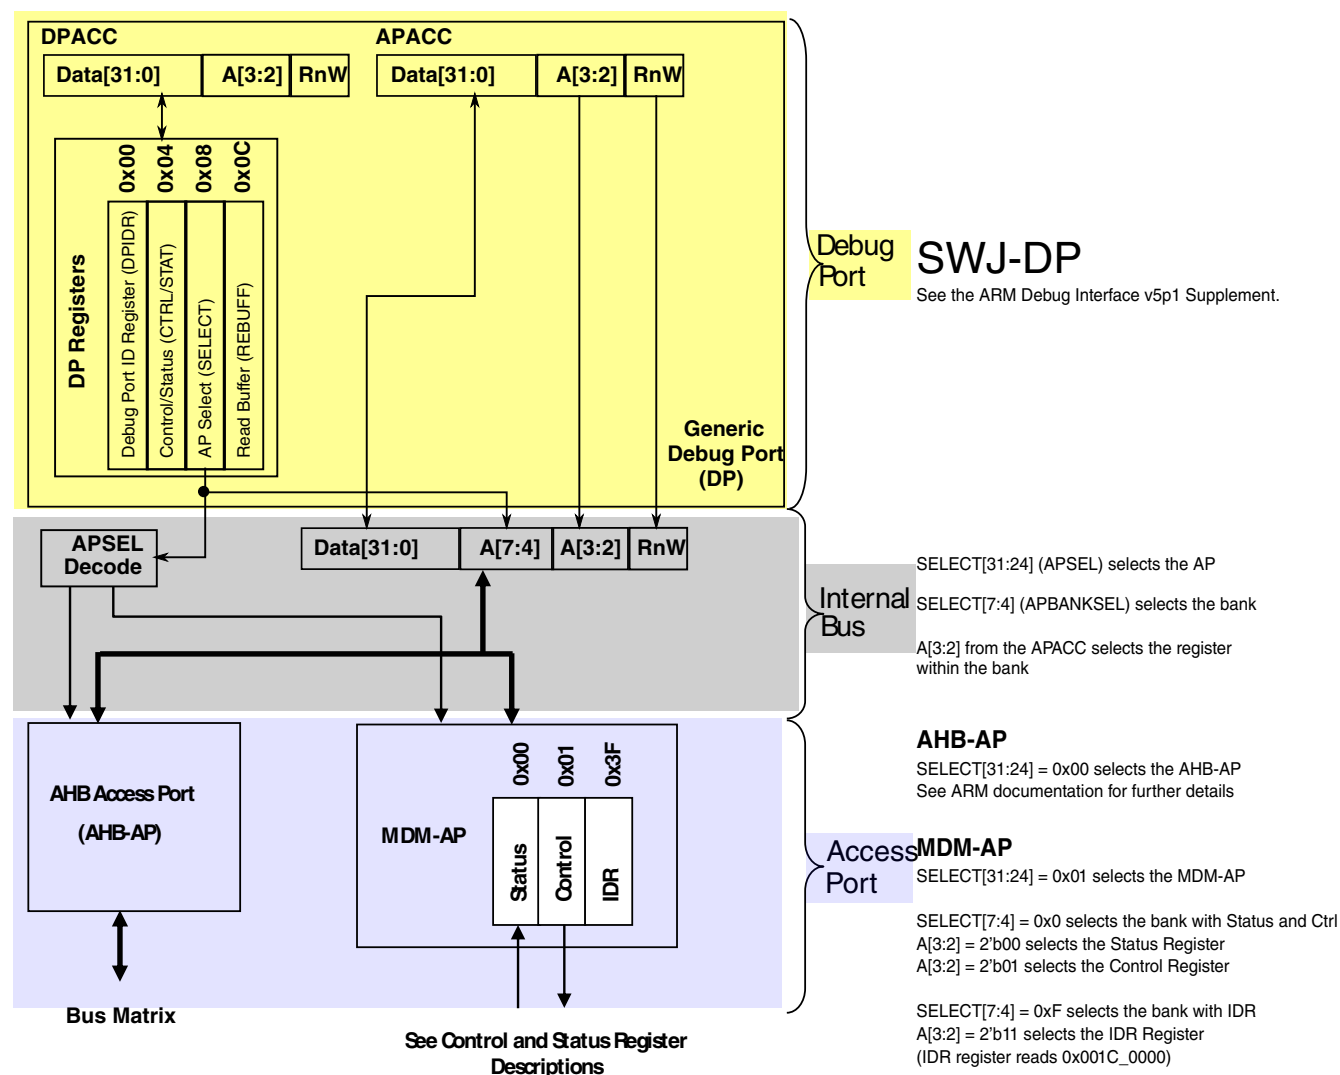 DPACC
Data[31:0] A[3:2] RnW
APACC
Data[31:0] A[3:2] RnW
0x00
0x04
0x08
0x0C
DP Registers
Debug Port ID Register (DPIDR)
Control/Status (CTRL/STAT)
AP Select (SELECT)
Read Buffer (REBUFF)
Generic
Debug Port
(DP)
Debug
Port
SWJ-DP
See the ARM Debug Interface v5p1 Supplement.
APSEL
Decode
Data[31:0] A[7:4] A[3:2] RnW
Internal
Bus
SELECT[31:24] (APSEL) selects the AP
SELECT[7:4] (APBANKSEL) selects the bank
A[3:2] from the APACC selects the register
within the bank
AHB Access Port
(AHB-AP)
Bus Matrix
MDM-AP
0x00
0x01
0x3F
Status
Control
IDR
See Control and Status Register
Descriptions
Access
Port
AHB-AP
SELECT[31:24] = 0x00 selects the AHB-AP
See ARM documentation for further details
MDM-AP
SELECT[31:24] = 0x01 selects the MDM-AP
SELECT[7:4] = 0x0 selects the bank with Status and Ctrl
A[3:2] = 2'b00 selects the Status Register
A[3:2] = 2'b01 selects the Control Register
SELECT[7:4] = 0xF selects the bank with IDR
A[3:2] = 2'b11 selects the IDR Register
(IDR register reads 0x001C_0000)